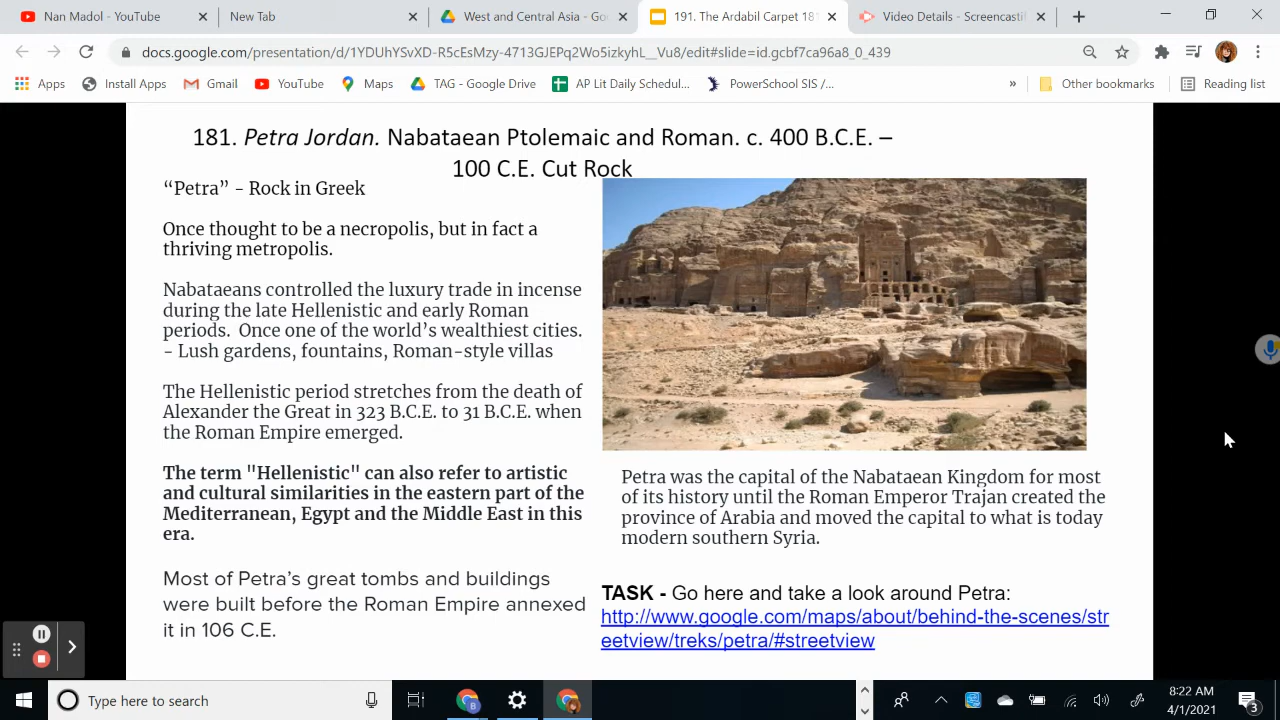 Nan Madol - YouTube
New Tab
West and Central Asia - Go
191. The Ardabil Carpet 181
Video Details - Screencasti
docs.google.com/presentation/d/1YDUhYSvXD-R5cEsMzv-4713GJEPq2Wo5izkyhL__Vu8/edit#slide=id.gcbf7ca96a8_0_439
Apps
Install Apps
Gmail
YouTube
Maps
TAG - Google Drive
AP Lit Daily Schedul...
PowerSchool SIS /...
»
Other bookmarks
Reading list
181. Petra Jordan. Nabataean Ptolemaic and Roman. c. 400 B.C.E. –
100 C.E. Cut Rock
“Petra” - Rock in Greek
Once thought to be a necropolis, but in fact a
thriving metropolis.
Nabataeans controlled the luxury trade in incense
during the late Hellenistic and early Roman
periods. Once one of the world’s wealthiest cities.
- Lush gardens, fountains, Roman-style villas
The Hellenistic period stretches from the death of
Alexander the Great in 323 B.C.E. to 31 B.C.E. when
the Roman Empire emerged.
The term "Hellenistic" can also refer to artistic
and cultural similarities in the eastern part of the
Mediterranean, Egypt and the Middle East in this
era.
Most of Petra’s great tombs and buildings
were built before the Roman Empire annexed
it in 106 C.E.
Petra was the capital of the Nabataean Kingdom for most
of its history until the Roman Emperor Trajan created the
province of Arabia and moved the capital to what is today
modern southern Syria.
TASK - Go here and take a look around Petra:
http://www.google.com/maps/about/behind-the-scenes/str
eetview/treks/petra/#streetview
Type here to search
8:22 AM
4/1/2021
3